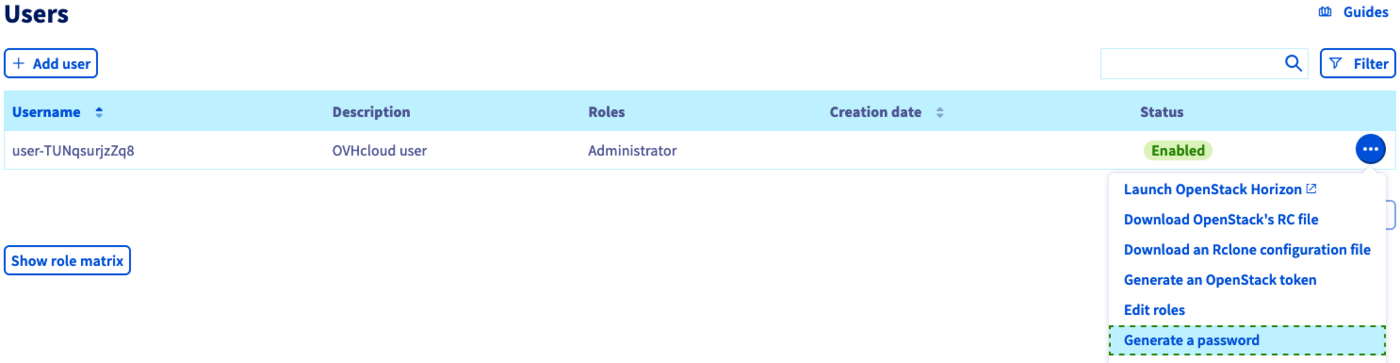 Users
Guides
+ Add user
Filter
Username Description Roles Creation date Status
user-TUNqsurjzZq8 OVHcloud user Administrator Enabled
Launch OpenStack Horizon
Download OpenStack's RC file
Download an Rclone configuration file
Generate an OpenStack token
Edit roles
Generate a password
Show role matrix